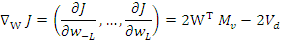 ∇_W J = (∂J/∂w_{-L}, ..., ∂J/∂w_L) = 2W^T M_v − 2V_d